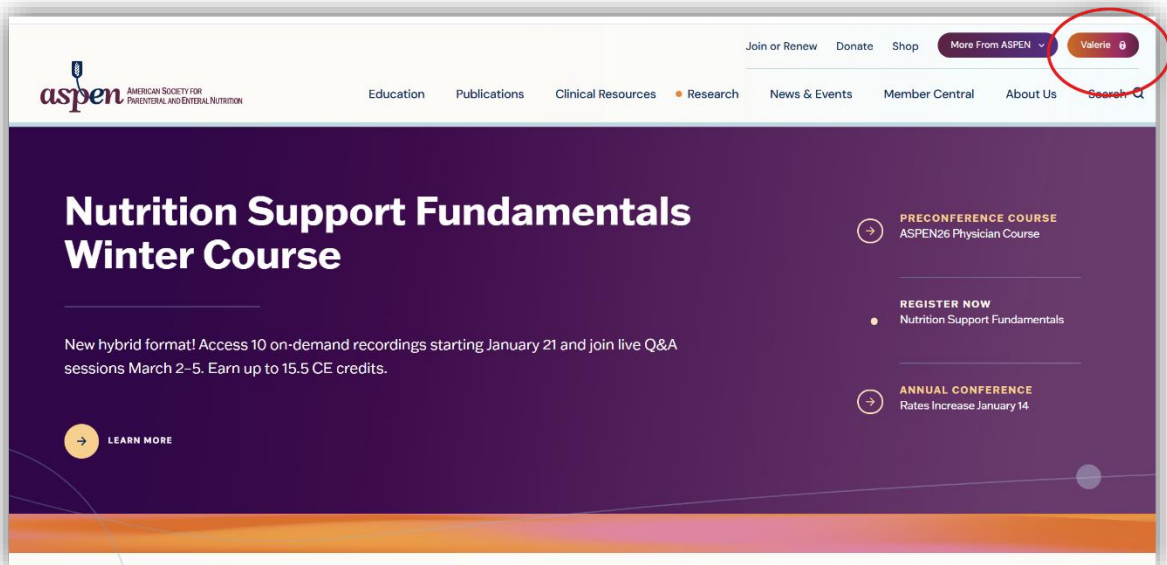 Join or Renew Donate Shop More From ASPEN Valerie
aspen AMERICAN SOCIETY FOR
PARENTERAL AND ENTERAL NUTRITION
Education Publications Clinical Resources Research News & Events Member Central About Us Search
Nutrition Support Fundamentals
Winter Course
New hybrid format! Access 10 on-demand recordings starting January 21 and join live Q&A
sessions March 2–5. Earn up to 15.5 CE credits.
LEARN MORE
PRECONFERENCE COURSE
ASPEN26 Physician Course
REGISTER NOW
Nutrition Support Fundamentals
ANNUAL CONFERENCE
Rates Increase January 14